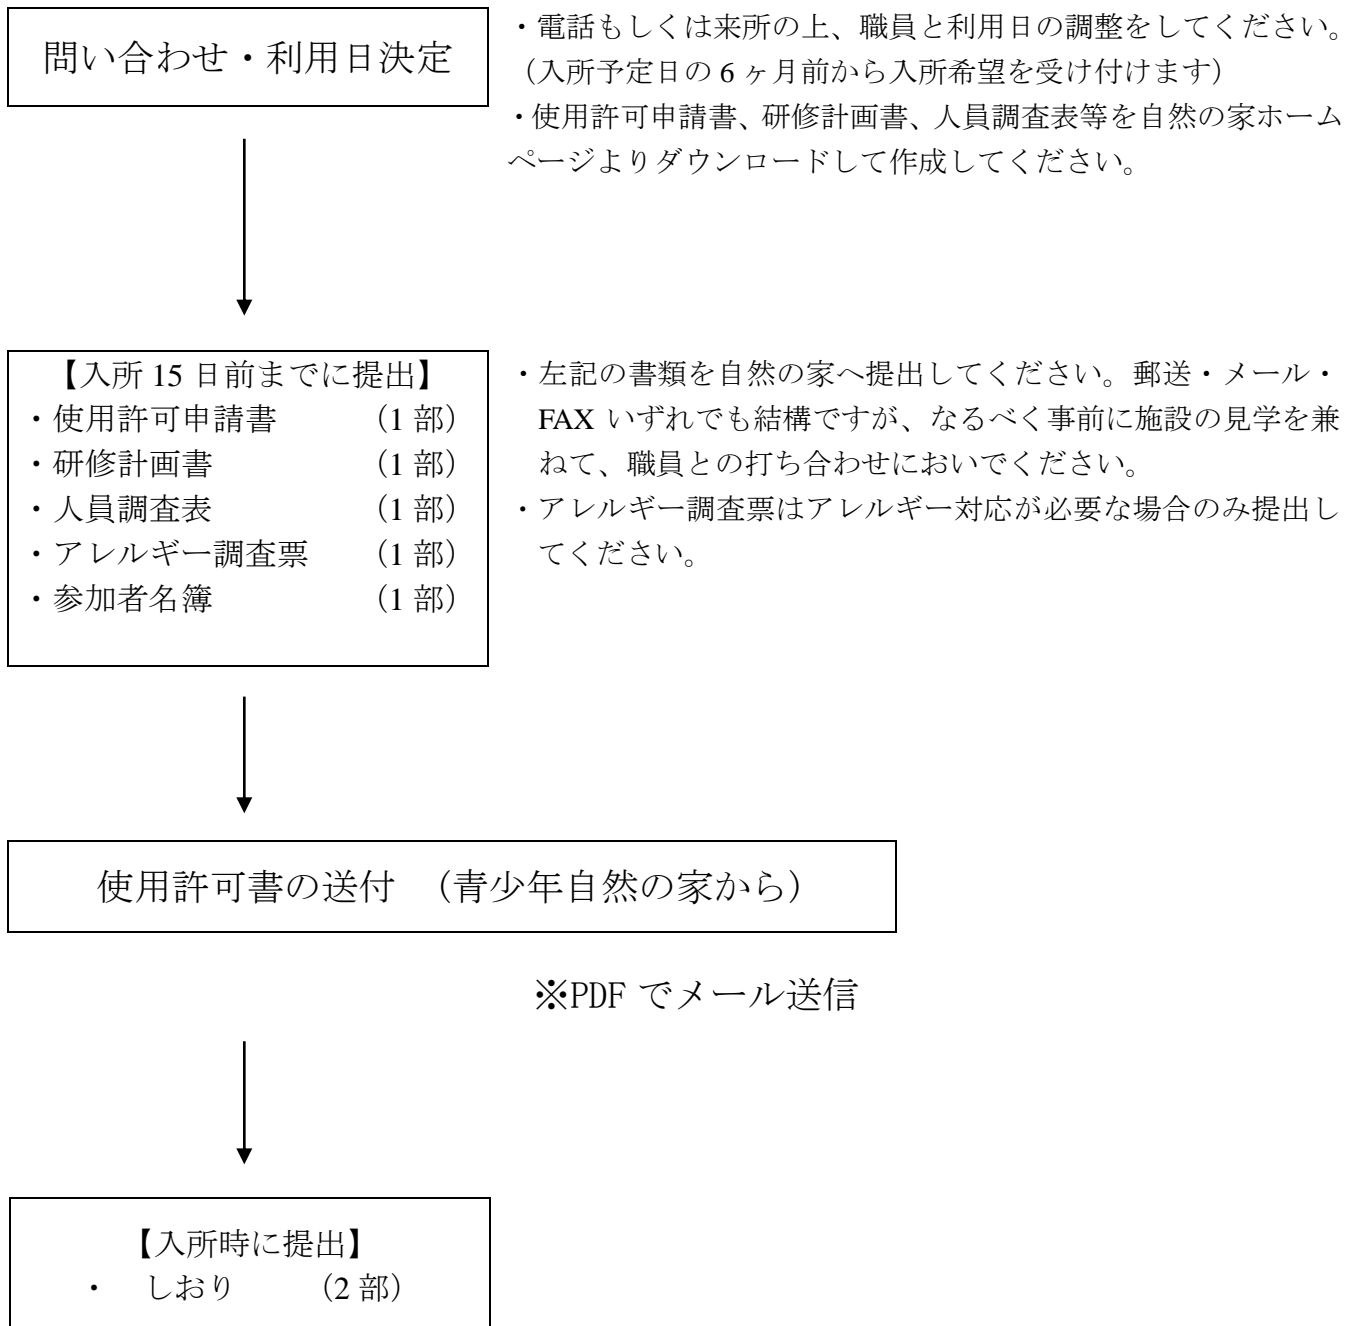 問い合わせ・利用日決定
・電話もしくは来所の上、職員と利用日の調整をしてください。
（入所予定日の 6 ヶ月前から入所希望を受け付けます）
・使用許可申請書、研修計画書、人員調査表等を自然の家ホーム
ページよりダウンロードして作成してください。
【入所 15 日前までに提出】
・使用許可申請書 （1 部）
・研修計画書 （1 部）
・人員調査表 （1 部）
・アレルギー調査票 （1 部）
・参加者名簿 （1 部）
・左記の書類を自然の家へ提出してください。郵送・メール・
FAX いずれでも結構ですが、なるべく事前に施設の見学を兼
ねて、職員との打ち合わせにおいでください。
・アレルギー調査票はアレルギー対応が必要な場合のみ提出し
てください。
使用許可書の送付 （青少年自然の家から）
※PDF でメール送信
【入所時に提出】
・ しおり （2 部）